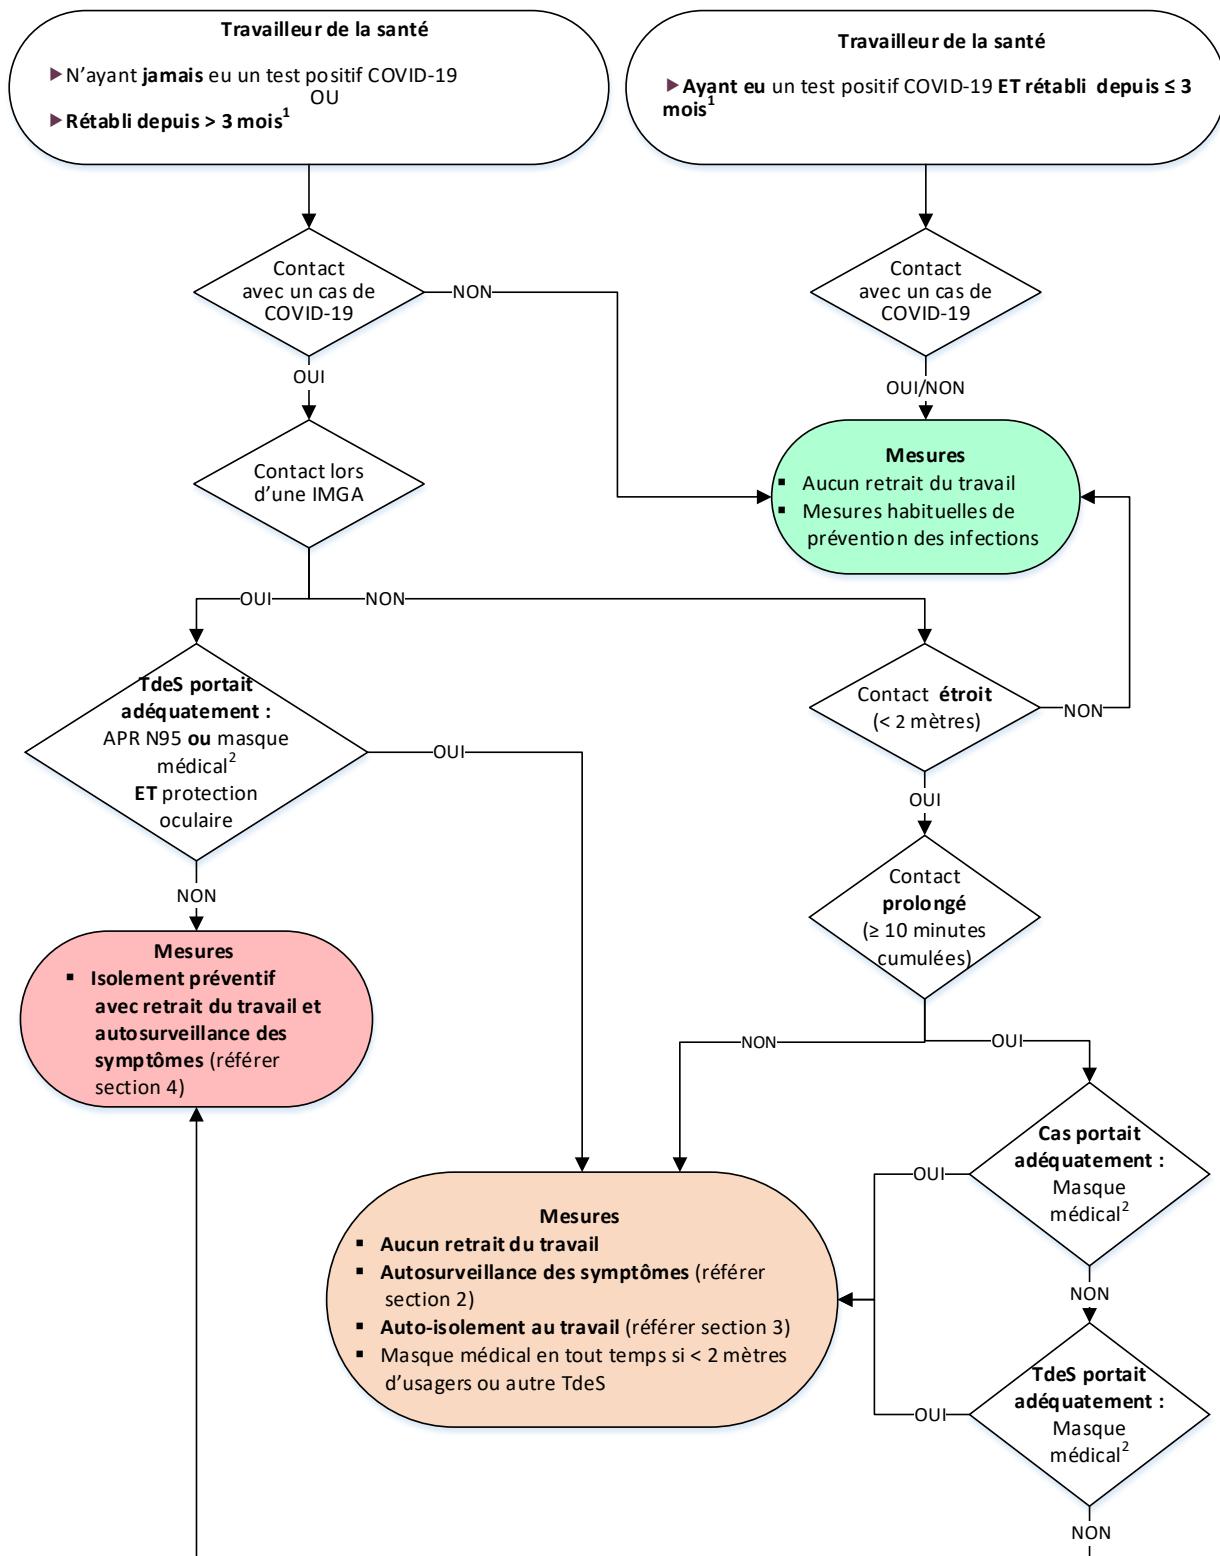 Travailleur de la santé
▶ N’ayant jamais eu un test positif COVID-19
OU
▶ Rétabli depuis > 3 mois1
Travailleur de la santé
▶ Ayant eu un test positif COVID-19 ET rétabli depuis ≤ 3
mois1
Contact
avec un cas de
COVID-19
NON
OUI
Contact
avec un cas de
COVID-19
OUI/NON
Contact lors
d’une IMGA
Mesures
▪ Aucun retrait du travail
▪ Mesures habituelles de
prévention des infections
OUI
NON
TdeS portait
adéquatement :
APR N95 ou masque
médical2
ET protection
oculaire
OUI
NON
Contact étroit
(< 2 mètres)
NON
OUI
Contact
prolongé
(≥ 10 minutes
cumulées)
NON
OUI
Mesures
▪ Isolement préventif
avec retrait du travail et
autosurveillance des
symptômes (référer
section 4)
Cas portait
adéquatement :
Masque
médical2
OUI
NON
Mesures
▪ Aucun retrait du travail
▪ Autosurveillance des symptômes (référer
section 2)
▪ Auto-isolement au travail (référer section 3)
▪ Masque médical en tout temps si < 2 mètres
d’usagers ou autre TdeS
TdeS portait
adéquatement :
Masque
médical2
OUI
NON